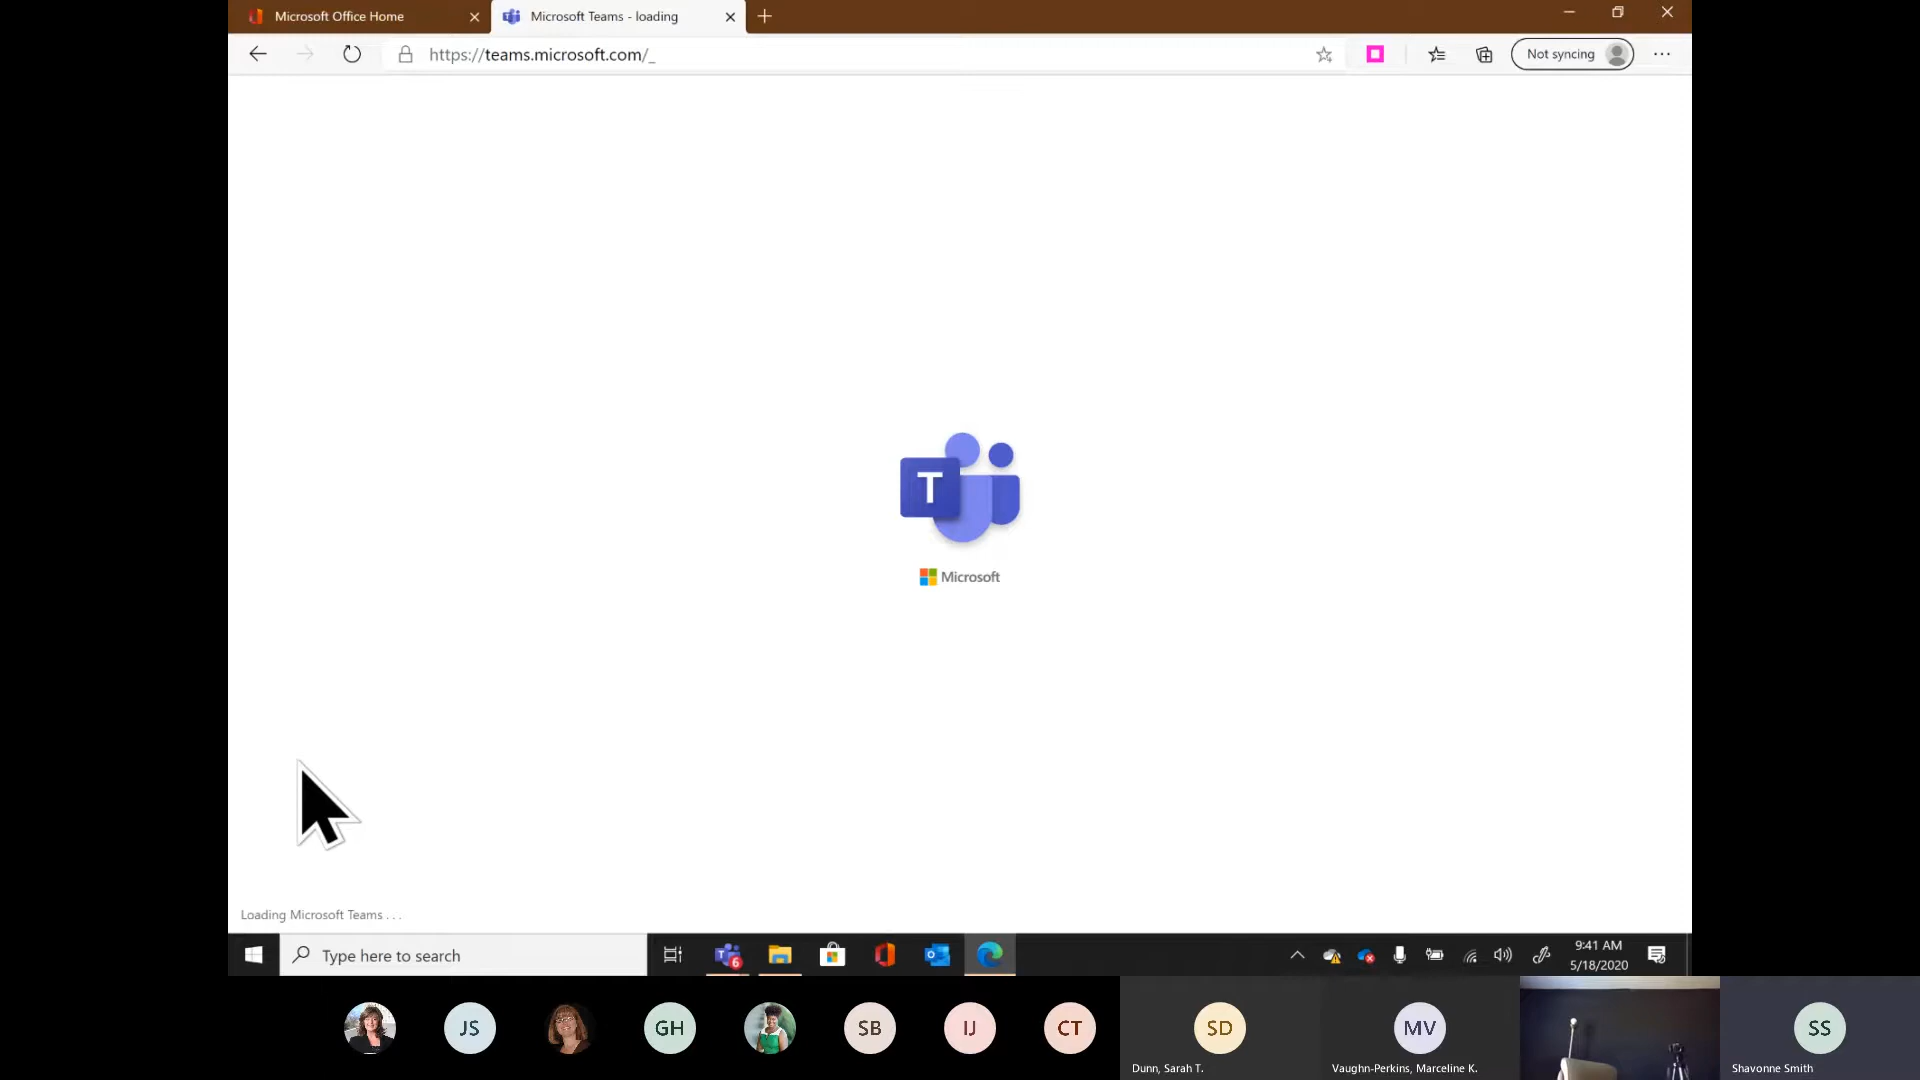 Microsoft Office Home
Microsoft Teams - loading
https://teams.microsoft.com/_
Not syncing
T
Microsoft
Loading Microsoft Teams . . .
Type here to search
T
6
9:41 AM
5/18/2020
JS
GH
SB
IJ
CT
SD
MV
SS
Dunn, Sarah T.
Vaughn-Perkins, Marceline K.
Shavonne Smith